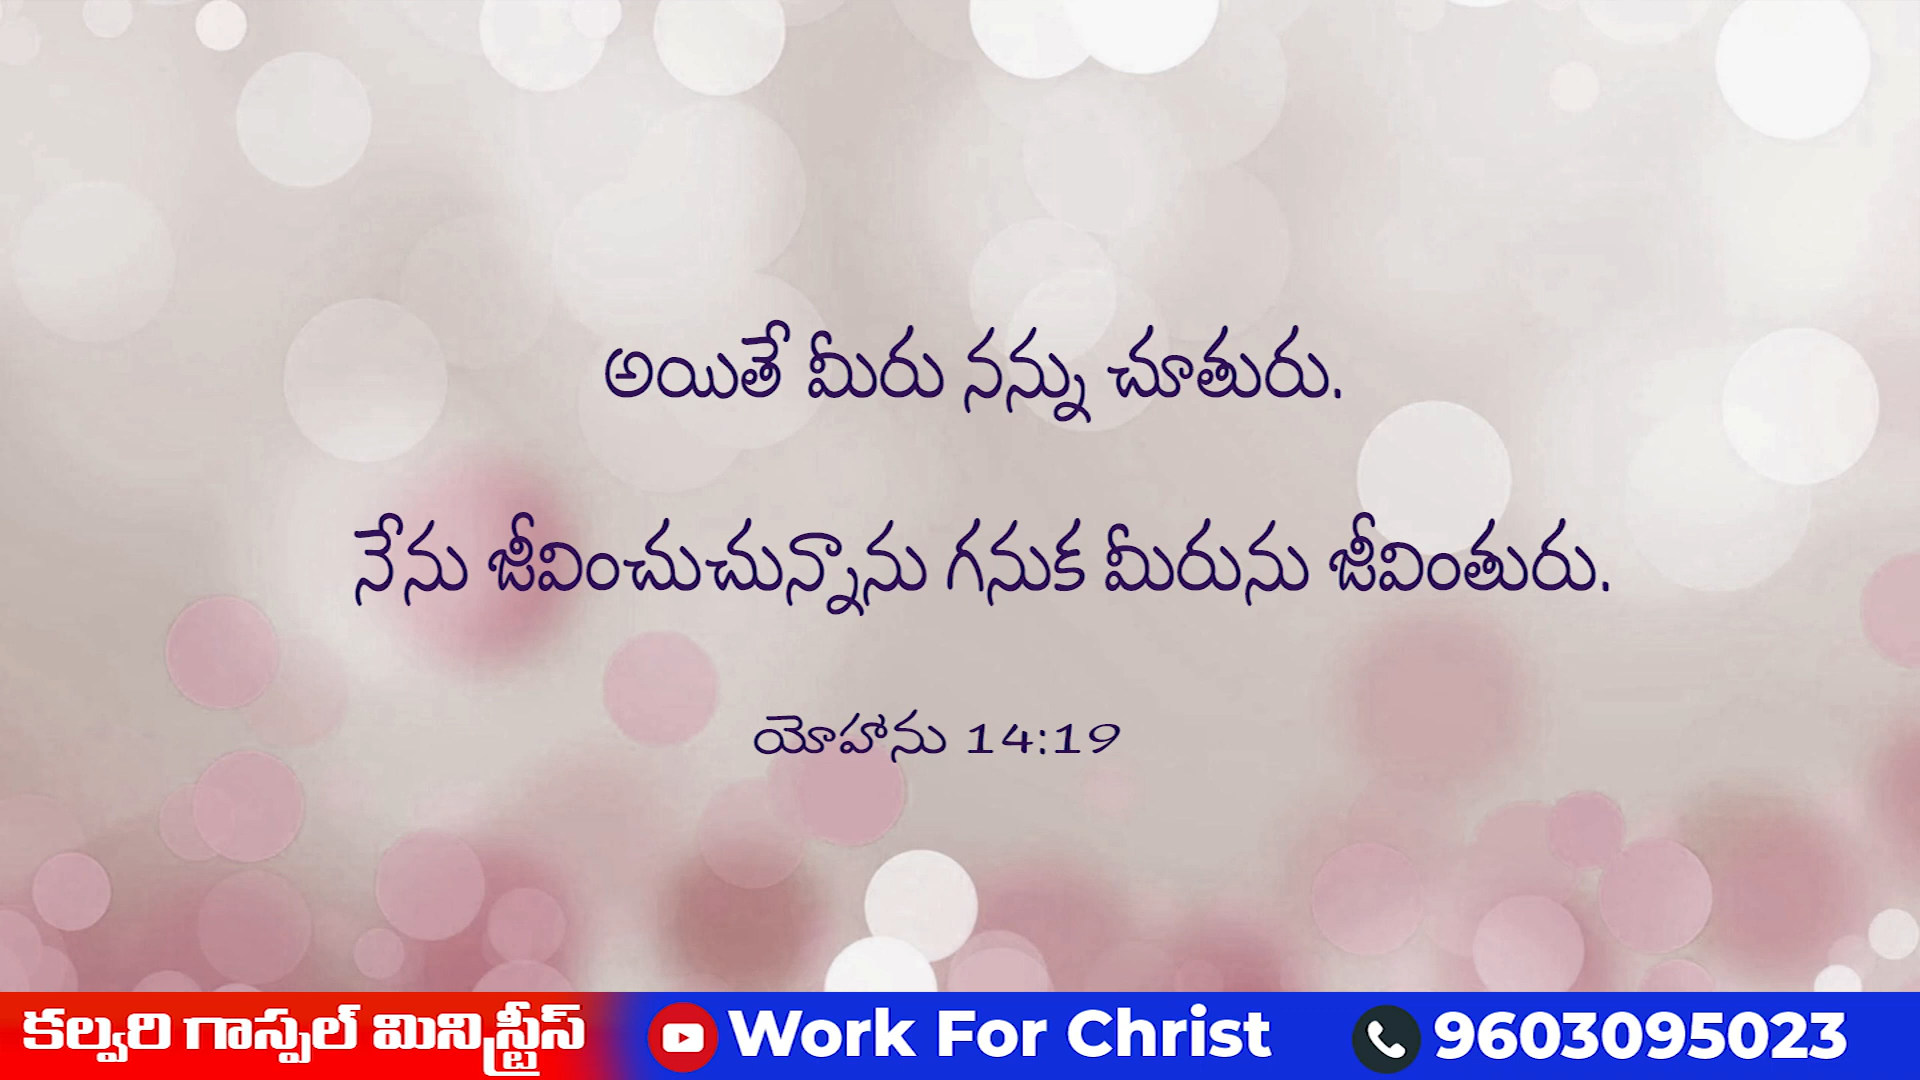 అయితే మీరు నన్ను చూతురు.
నేను జీవించుచున్నాను గనుక మీరును జీవింతురు.
యోహాను 14:19
కల్వరి గాస్పల్ మినిస్ట్రీస్ Work For Christ 9603095023